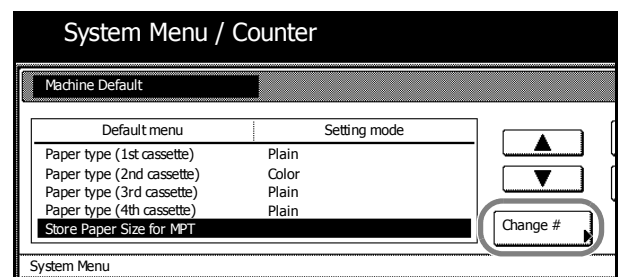 System Menu / Counter
Machine Default
Default menu Setting mode
Paper type (1st cassette) Plain
Paper type (2nd cassette) Color
Paper type (3rd cassette) Plain
Paper type (4th cassette) Plain
Store Paper Size for MPT
Change #
System Menu